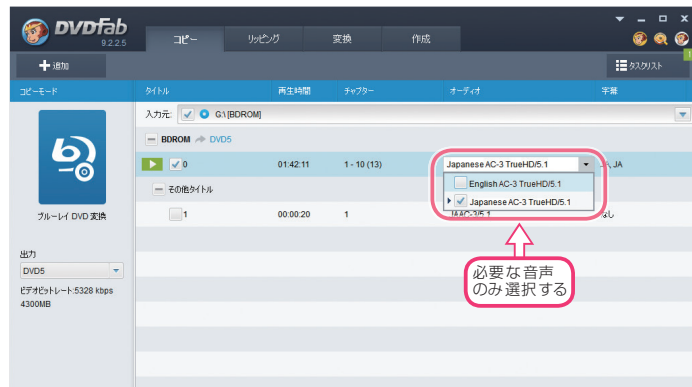 DVDFab
9.2.2.5
コピー リッピング 変換 作成
追加
タスクリスト
コピーモード タイトル 再生時間 チャプター オーディオ 字幕
入力元: G:\ [BDROM]
BDROM DVD5
0 01:42:11 1 - 10 (13) Japanese AC-3 TrueHD/5.1 JA
English AC-3 TrueHD/5.1
その他タイトル
Japanese AC-3 TrueHD/5.1
1 00:00:20 1 JA/AC-3/5.1 なし
ブルーレイ DVD 変換
出力
DVD5
ビデオビットレート:5328 kbps
4300MB
必要な音声
のみ選択する